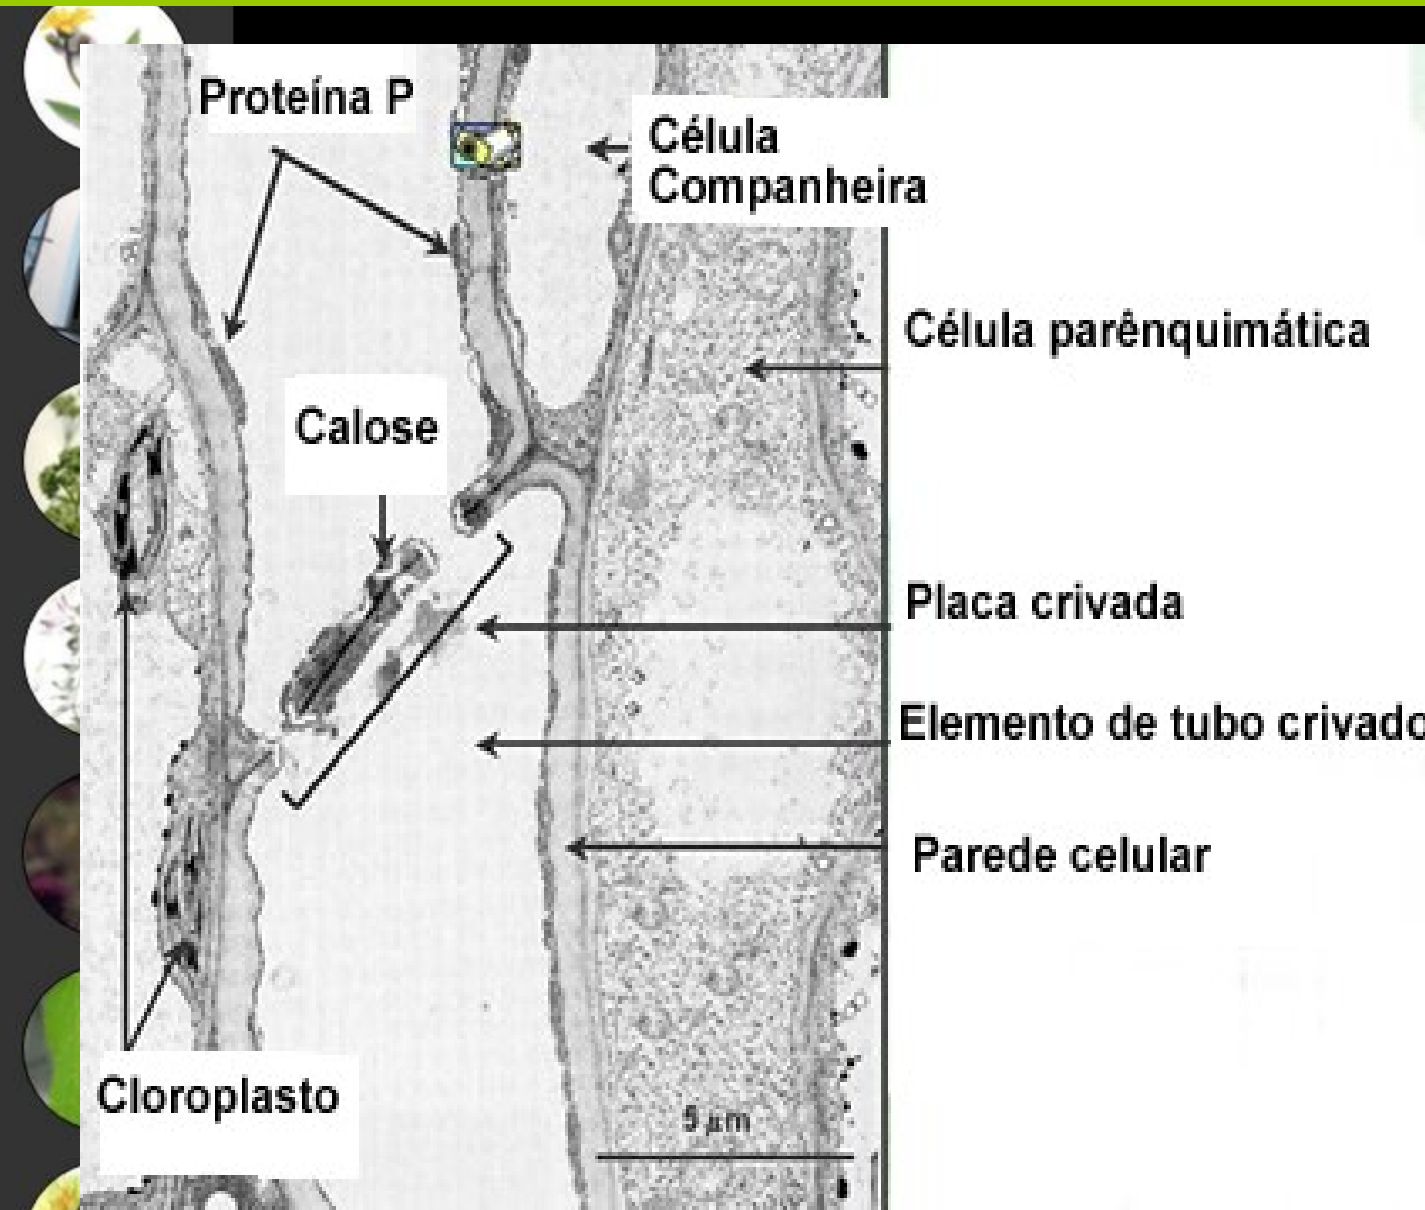 Proteína P
Célula
Companheira
Célula parênquimática
Calose
Placa crivada
Elemento de tubo crivado
Parede celular
Cloroplasto
5 µm